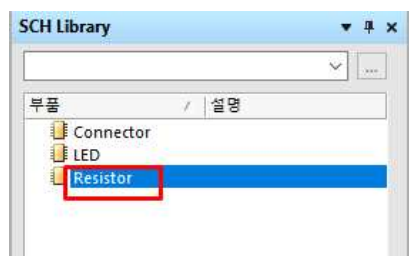 SCH Library
...
부품 / 설명
Connector
LED
Resistor